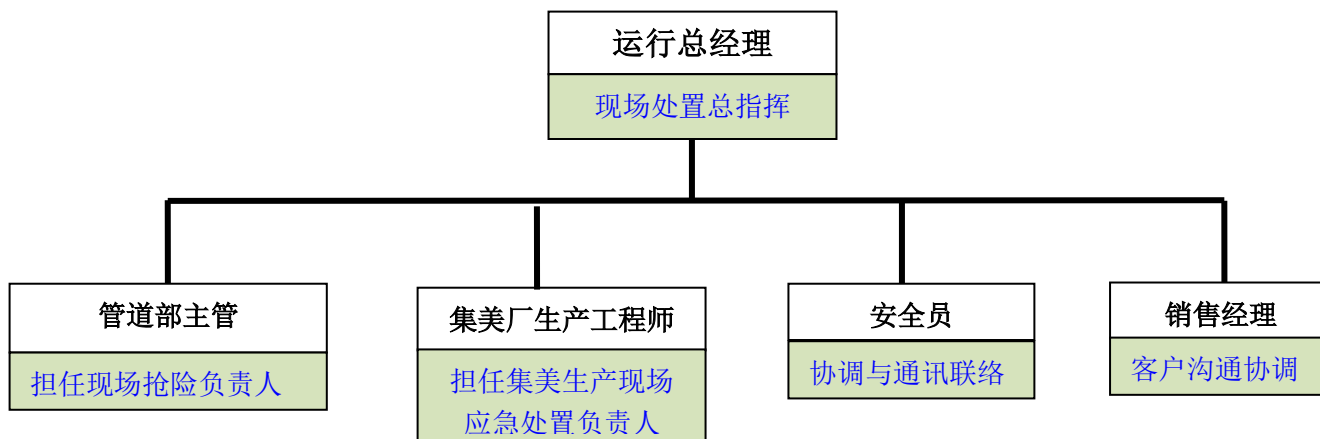 运行总经理
现场处置总指挥
管道部主管
担任现场抢险负责人
集美厂生产工程师
担任集美生产现场
应急处置负责人
安全员
协调与通讯联络
销售经理
客户沟通协调